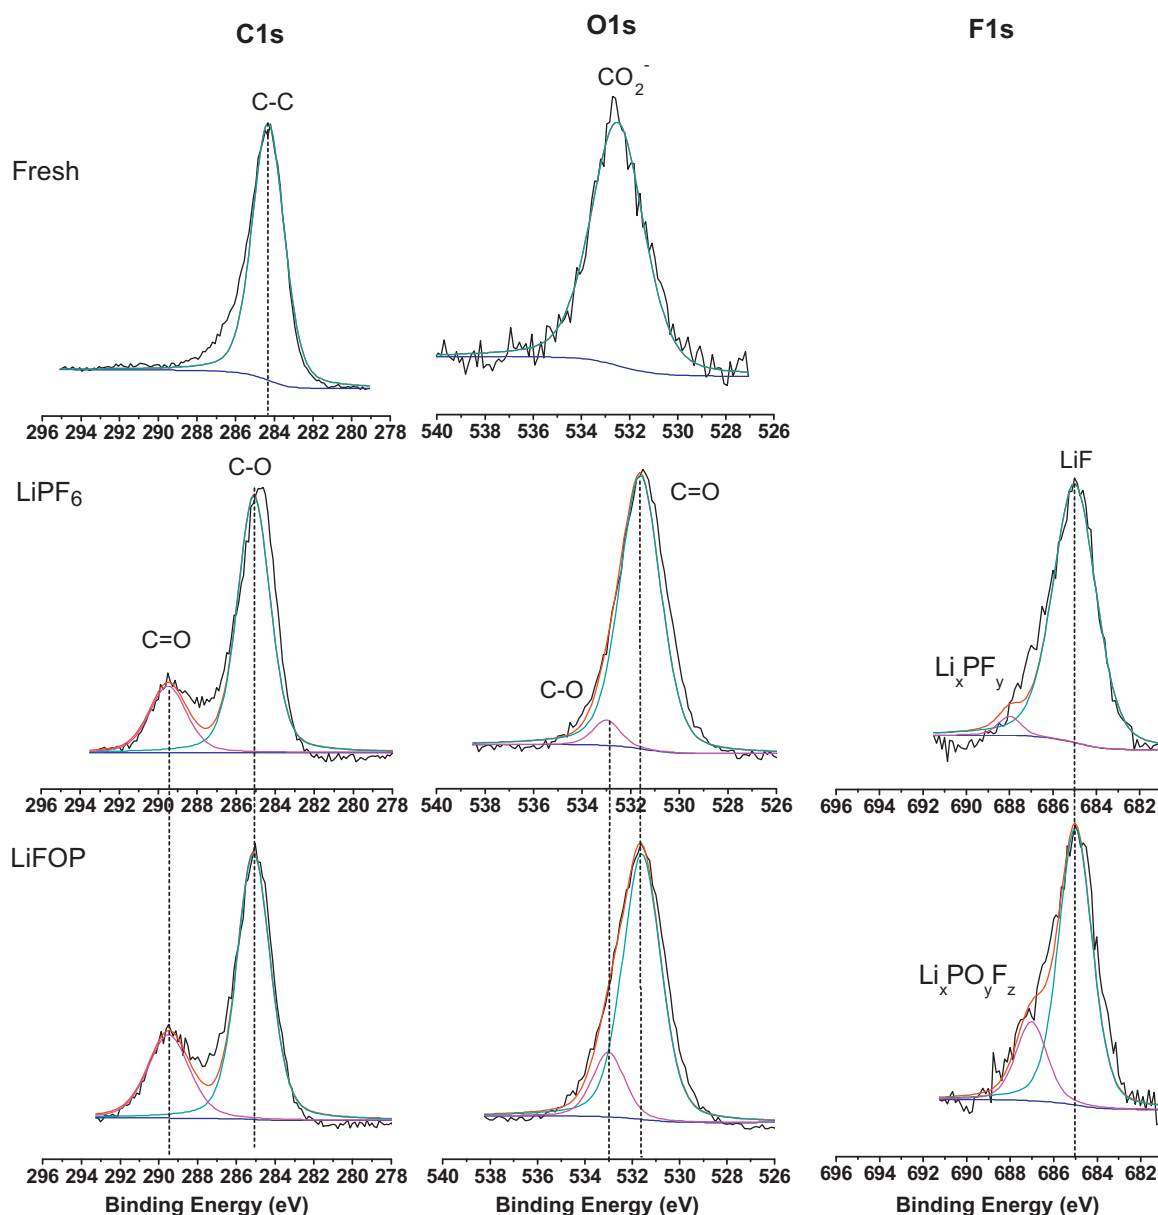 C1s O1s F1s
Fresh
C-C
CO2-
296 294 292 290 288 286 284 282 280 278
540 538 536 534 532 530 528 526
LiPF6
C=O
C-O
C-O
C=O
LixPFy
LiF
296 294 292 290 288 286 284 282 280 278
540 538 536 534 532 530 528 526
696 694 692 690 688 686 684 682
LiFOP
LixPOyFz
296 294 292 290 288 286 284 282 280 278
540 538 536 534 532 530 528 526
696 694 692 690 688 686 684 682
Binding Energy (eV) Binding Energy (eV) Binding Energy (eV)